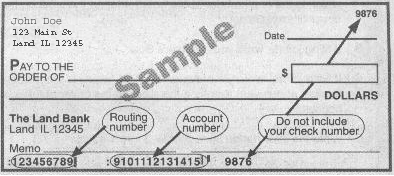 9876
John Doe
123 Main St
Land IL 12345
Date
PAY TO THE
ORDER OF
$
DOLLARS
Sample
The Land Bank
Land IL 12345
Routing
number
Account
number
Do not include
your check number
Memo
:123456789: :9101112131415⑈ 9876